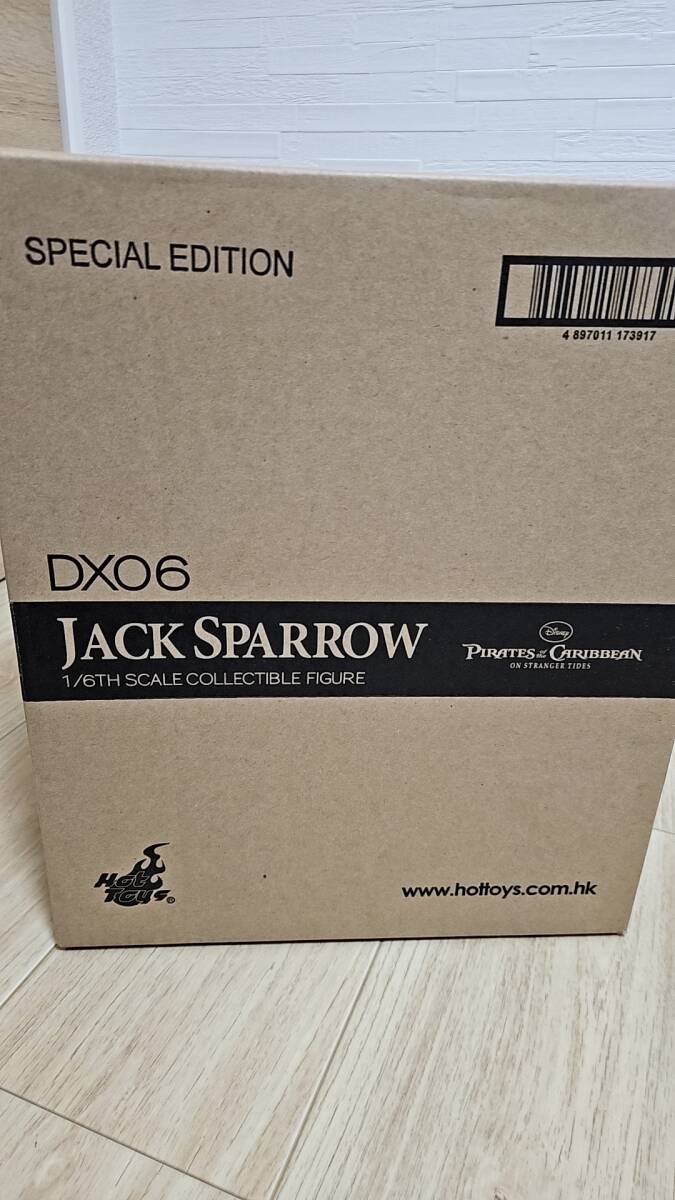 SPECIAL EDITION
4 897011 173917
DX06
JACK SPARROW
1/6TH SCALE COLLECTIBLE FIGURE
Disney
PIRATES of the CARIBBEAN
ON STRANGER TIDES
Hot
Toys®
www.hottoys.com.hk